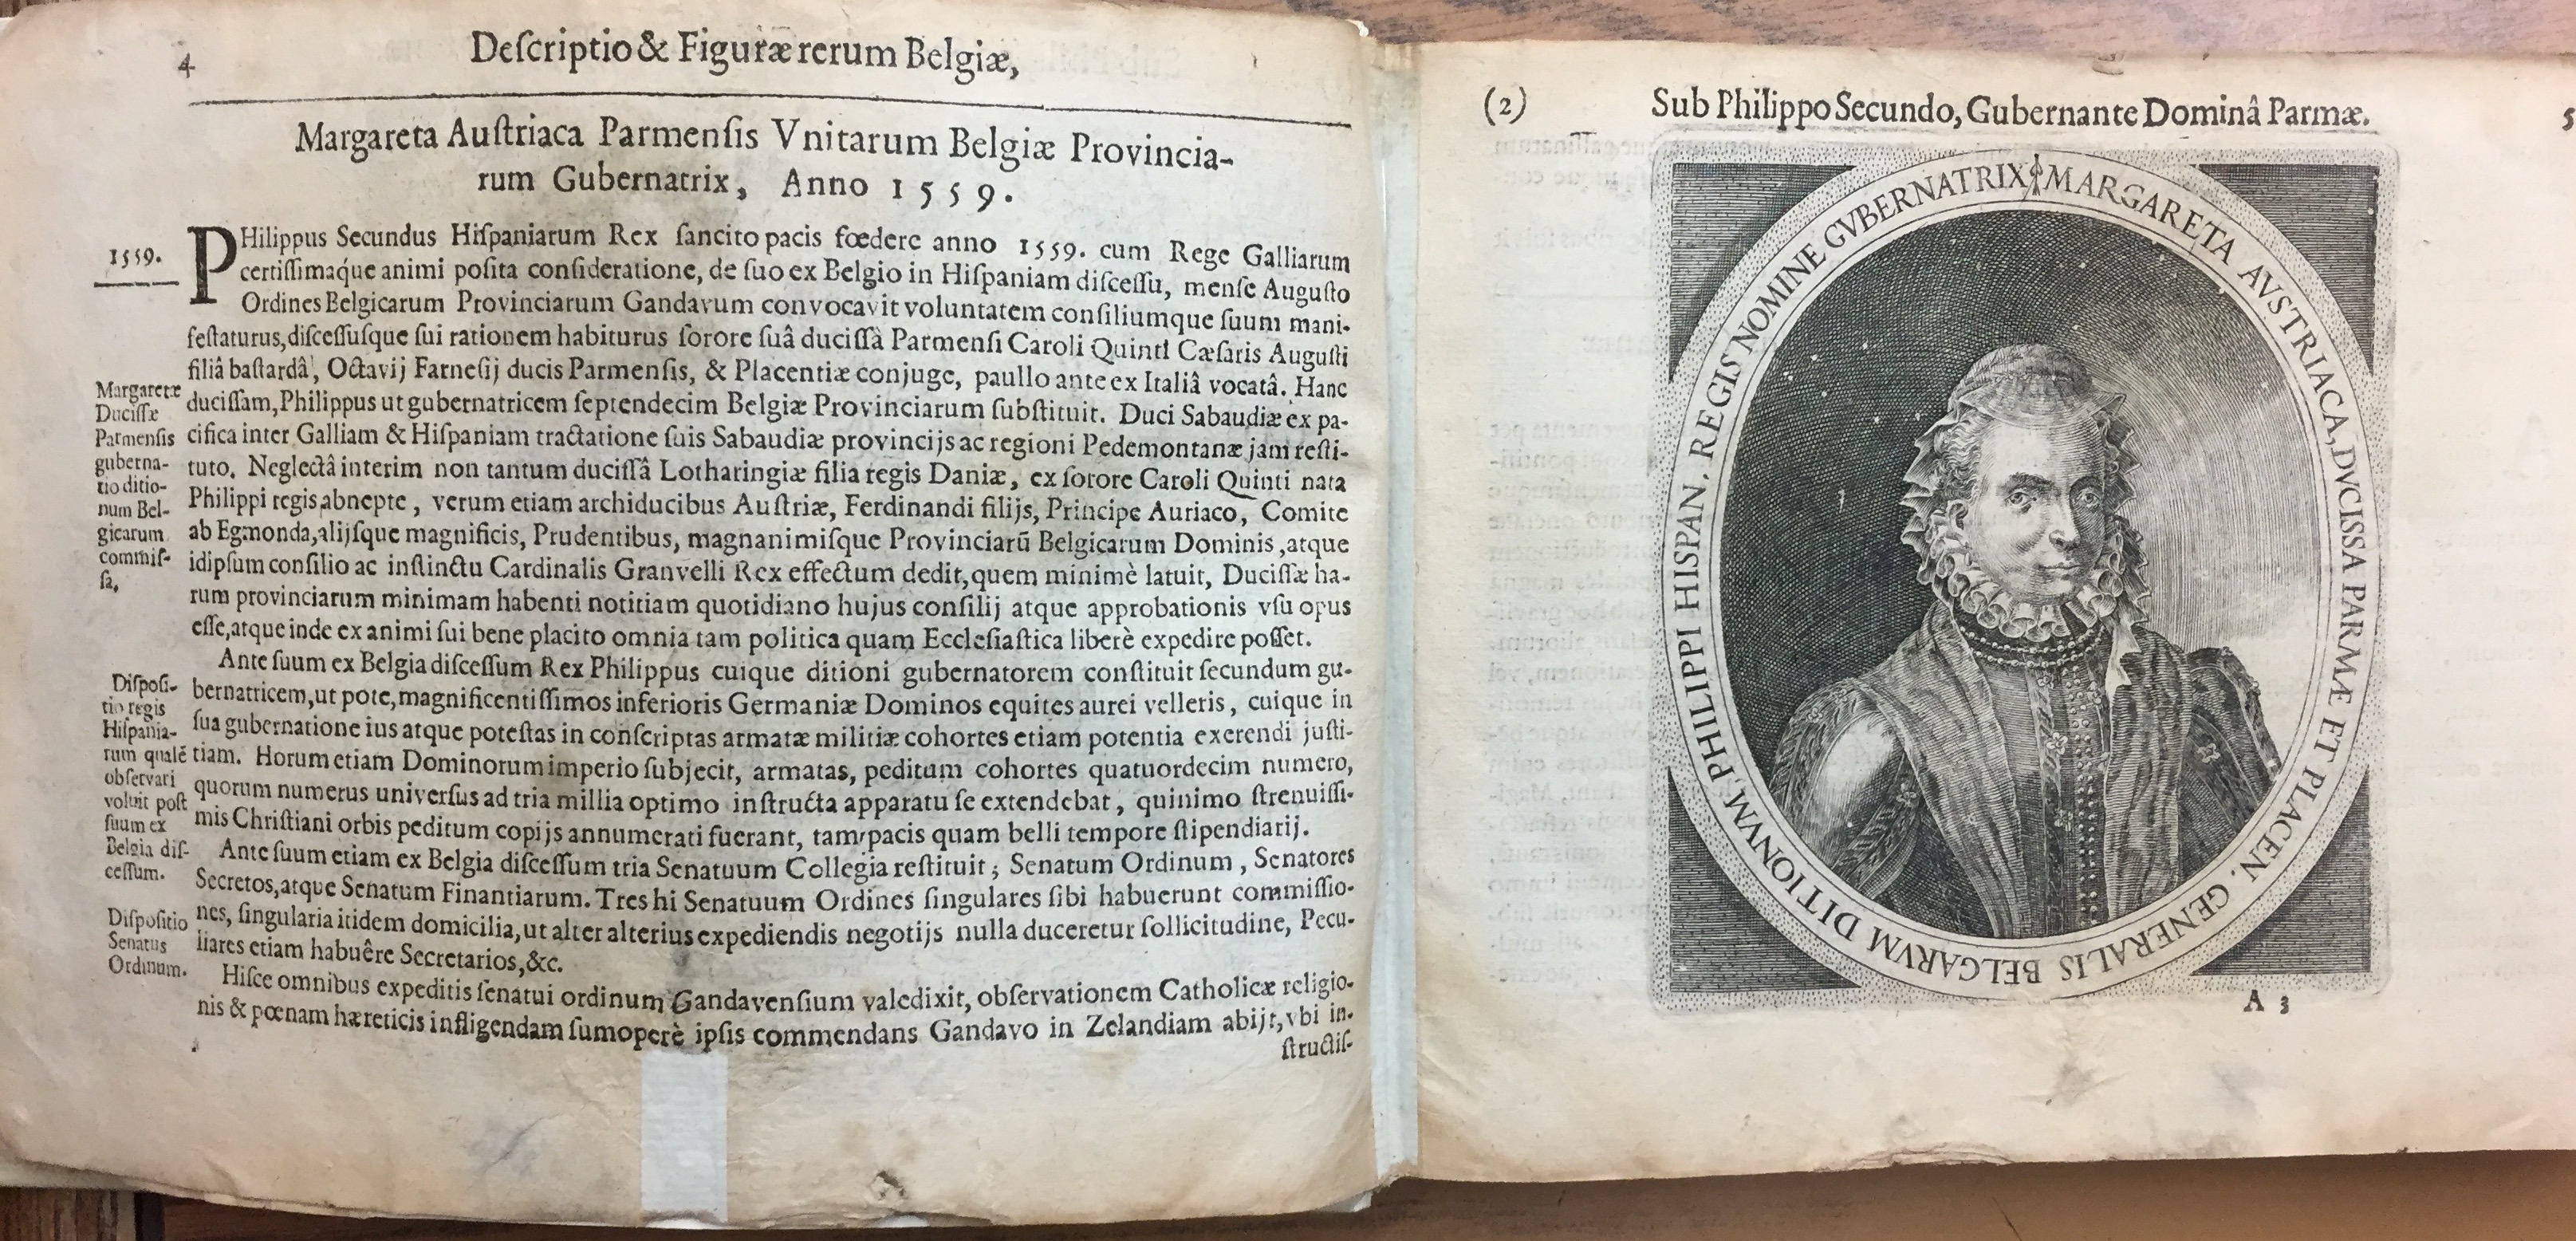 4
Deſcriptio & Figuræ rerum Belgiæ,
Margareta Auſtriaca Parmenſis Vnitarum Belgiæ Provincia-
rum Gubernatrix, Anno 1559.
1559.
PHilippus Secundus Hiſpaniarum Rex ſancito pacis fœdere anno 1559. cum Rege Galliarum
certiſſimaq́ue animi poſita conſideratione, de ſuo ex Belgio in Hiſpaniam diſceſſu, menſe Auguſto
Ordines Belgicarum Provinciarum Gandavum convocavit voluntatem conſiliumque ſuum mani-
feſtaturus, diſceſſuſque ſui rationem habiturus ſorore ſuâ duciſſà Parmenſi Caroli Quinti Cæſaris Auguſti
filiâ baſtardâ, Octavij Farneſij ducis Parmenſis, & Placentiæ conjuge, paullo ante ex Italiâ vocatâ. Hanc
duciſſam, Philippus ut gubernatricem ſeptendecim Belgiæ Provinciarum ſubſtituit. Duci Sabaudiæ ex pa-
cifica inter Galliam & Hiſpaniam tractatione ſuis Sabaudiæ provincijs ac regioni Pedemontanæ jam reſti-
tuto. Neglectâ interim non tantum duciſſâ Lotharingiæ filia regis Daniæ, ex ſorore Caroli Quinti nata
Philippi regis abnepte, verum etiam archiducibus Auſtriæ, Ferdinandi filijs, Principe Auriaco, Comite
ab Egmonda, alijſque magnificis, Prudentibus, magnanimiſque Provinciarũ Belgicarum Dominis, atque
idipſum conſilio ac inſtinctu Cardinalis Granvelli Rex effectum dedit, quem minimè latuit, Duciſſæ ha-
rum provinciarum minimam habenti notitiam quotidiano hujus conſilij atque approbationis vſu opus
eſſe, atque inde ex animi ſui bene placito omnia tam politica quam Eccleſiaſtica liberè expedire poſſet.
Margaretæ
Duciſſæ
Parmenſis
guberna-
tio ditio-
num Bel-
gicarum
commiſ-
ſa.
Ante ſuum ex Belgia diſceſſum Rex Philippus cuique ditioni gubernatorem conſtituit ſecundum gu-
bernatricem, ut pote, magnificentiſſimos inferioris Germaniæ Dominos equites aurei velleris, cuique in
ſua gubernatione ius atque poteſtas in conſcriptas armatæ militiæ cohortes etiam potentia exerendi juſti-
tiam. Horum etiam Dominorum imperio ſubjecit, armatas, peditum cohortes quatuordecim numero,
quorum numerus univerſus ad tria millia optimo inſtructa apparatu ſe extendebat, quinimo ſtrenuiſſi-
mis Chriſtiani orbis peditum copijs annumerati fuerant, tam pacis quam belli tempore ſtipendiarij.
Diſpoſi-
tio regis
Hiſpania-
rum qualẽ
obſervari
voluit poſt
ſuum ex
Belgia diſ-
ceſſum.
Ante ſuum etiam ex Belgia diſceſſum tria Senatuum Collegia reſtituit; Senatum Ordinum, Senatores
Secretos, atque Senatum Finantiarum. Tres hi Senatuum Ordines ſingulares ſibi habuerunt commiſſio-
nes, ſingularia itidem domicilia, ut alter alterius expediendis negotijs nulla duceretur ſollicitudine, Pecu-
liares etiam habuêre Secretarios, &c.
Diſpoſitio
Senatus
Ordinum.
Hiſce omnibus expeditis ſenatui ordinum Gandavenſium valedixit, obſervationem Catholicæ religio-
nis & pœnam hæreticis infligendam ſumoperè ipſis commendans Gandavo in Zelandiam abijt, vbi in-
ſtructiſ-
(2)
Sub Philippo Secundo, Gubernante Dominâ Parmæ.
5
MARGARETA AVSTRIACA, DVCISSA PARMÆ ET PLACEN. GENERALIS BELGARVM DITIONVM, PHILIPPI HISPAN. REGIS NOMINE GVBERNATRIX
A 3